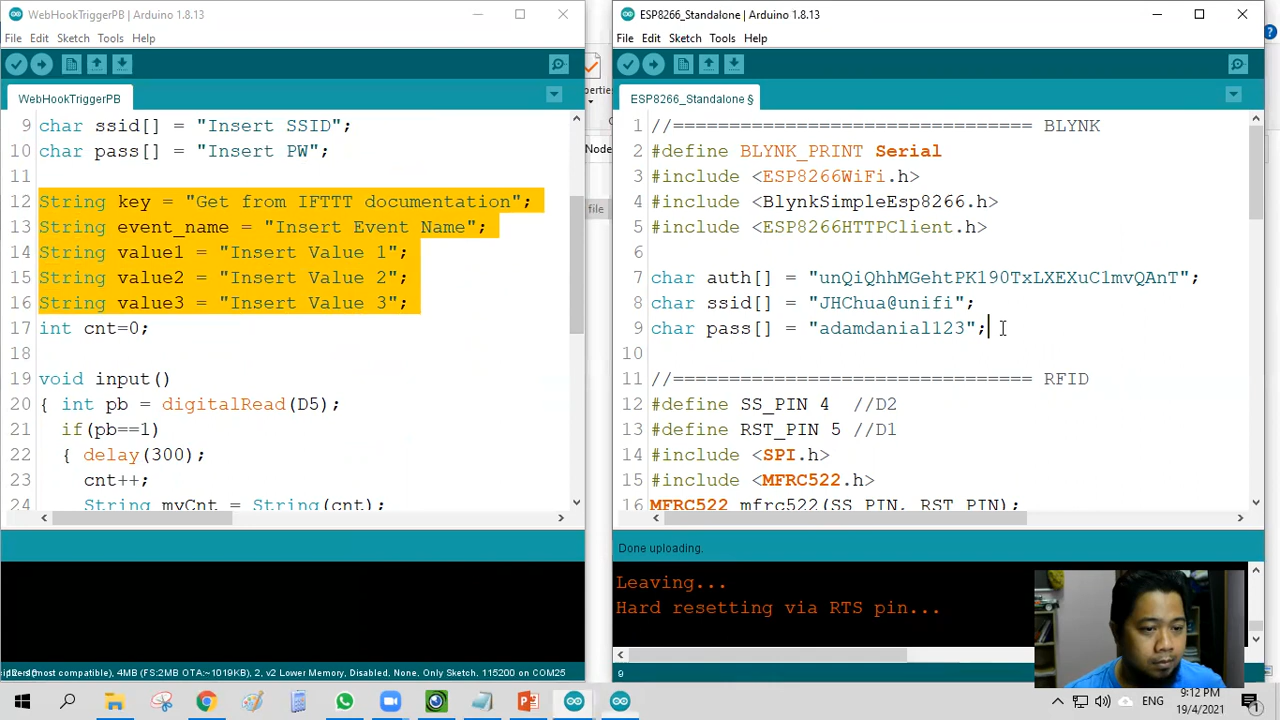 WebHookTriggerPB | Arduino 1.8.13
File Edit Sketch Tools Help
WebHookTriggerPB
9 char ssid[] = "Insert SSID";
10 char pass[] = "Insert PW";
11
12 String key = "Get from IFTTT documentation";
13 String event_name = "Insert Event Name";
14 String value1 = "Insert Value 1";
15 String value2 = "Insert Value 2";
16 String value3 = "Insert Value 3";
17 int cnt=0;
18
19 void input()
20 { int pb = digitalRead(D5);
21 if(pb==1)
22 { delay(300);
23 cnt++;
24 String myCnt = String(cnt);
most compatible), 4MB (FS:2MB OTA:~1019KB), 2, v2 Lower Memory, Disabled, None, Only Sketch, 115200 on COM25
Node
file
ESP8266_Standalone | Arduino 1.8.13
File Edit Sketch Tools Help
ESP8266_Standalone §
1 //================================ BLYNK
2 #define BLYNK_PRINT Serial
3 #include <ESP8266WiFi.h>
4 #include <BlynkSimpleEsp8266.h>
5 #include <ESP8266HTTPClient.h>
6
7 char auth[] = "unQiQhhMGehtPK190TxLXEXuC1mvQAnT";
8 char ssid[] = "JHChua@unifi";
9 char pass[] = "adamdanial123";
10
11 //================================ RFID
12 #define SS_PIN 4 //D2
13 #define RST_PIN 5 //D1
14 #include <SPI.h>
15 #include <MFRC522.h>
16 MFRC522 mfrc522(SS_PIN, RST_PIN);
Done uploading.
Leaving...
Hard resetting via RTS pin...
9
ENG
9:12 PM
19/4/2021